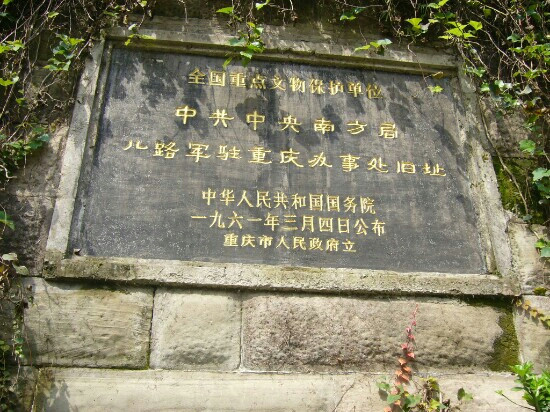 全国重点文物保护单位
中共中央南方局
八路军驻重庆办事处旧址
中华人民共和国国务院
一九六一年三月四日公布
重庆市人民政府立